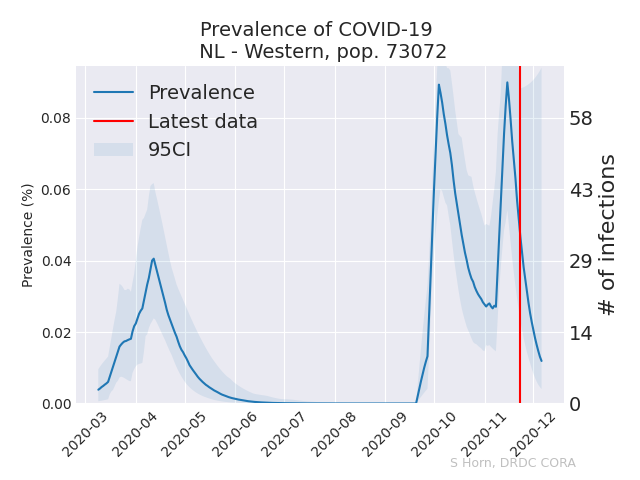 Prevalence of COVID-19
NL - Western, pop. 73072
Prevalence
Latest data
95CI
Prevalence (%)
0.08
0.06
0.04
0.02
0.00
58
43
29
14
0
# of infections
2020-03
2020-04
2020-05
2020-06
2020-07
2020-08
2020-09
2020-10
2020-11
2020-12
S Horn, DRDC CORA